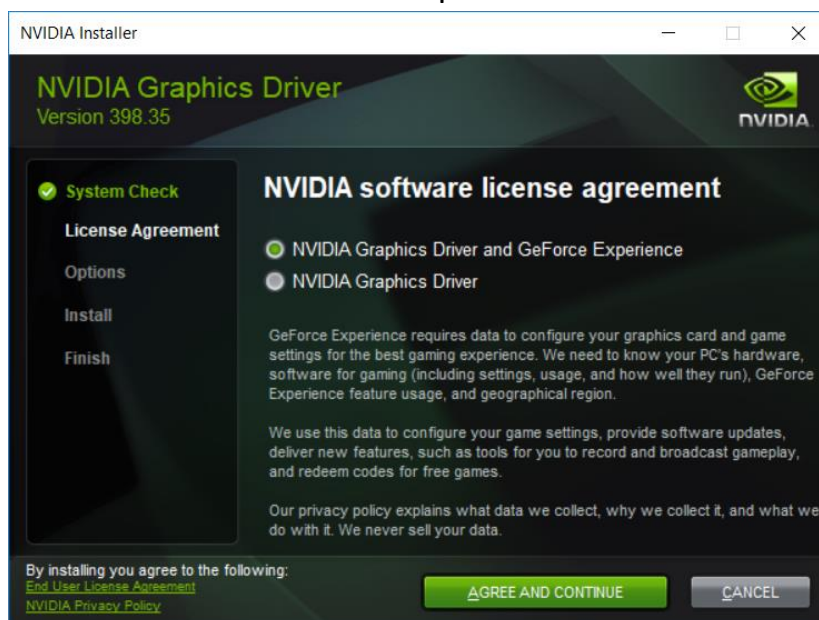 NVIDIA Installer
NVIDIA Graphics Driver
Version 398.35
NVIDIA.
System Check
License Agreement
Options
Install
Finish
NVIDIA software license agreement
NVIDIA Graphics Driver and GeForce Experience
NVIDIA Graphics Driver
GeForce Experience requires data to configure your graphics card and game
settings for the best gaming experience. We need to know your PC's hardware,
software for gaming (including settings, usage, and how well they run), GeForce
Experience feature usage, and geographical region.
We use this data to configure your game settings, provide software updates,
deliver new features, such as tools for you to record and broadcast gameplay,
and redeem codes for free games.
Our privacy policy explains what data we collect, why we collect it, and what we
do with it. We never sell your data.
By installing you agree to the following:
End User License Agreement
NVIDIA Privacy Policy
AGREE AND CONTINUE
CANCEL